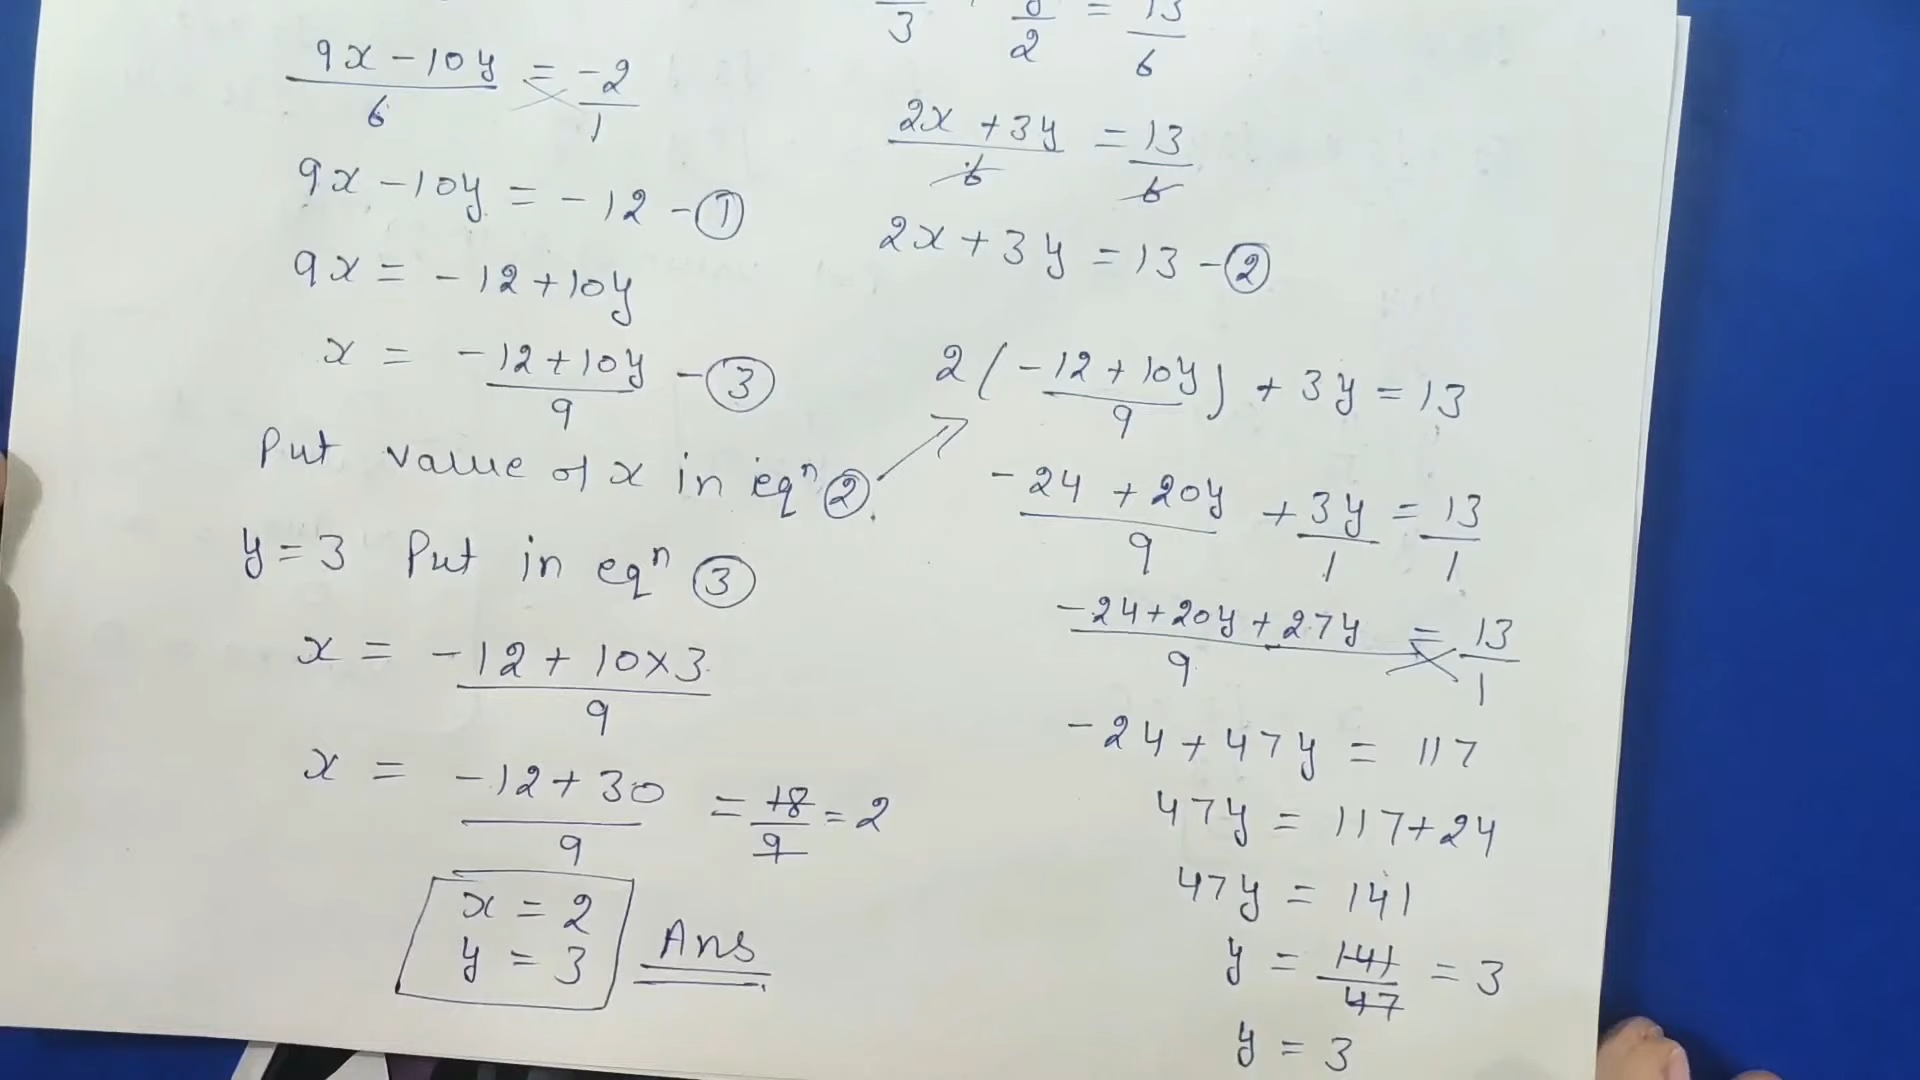 9x - 10y / 6 = -2 / 1
9x - 10y = -12 - ①
9x = -12 + 10y
x = -12 + 10y / 9 - ③
Put value of x in eqⁿ ②.
y = 3 Put in eqⁿ ③
x = -12 + 10×3 / 9
x = -12 + 30 / 9 = 18 / 9 = 2
x = 2
y = 3
Ans
/ 3 + y / 2 = 13 / 6
2x + 3y / 6 = 13 / 6
2x + 3y = 13 - ②
2(-12 + 10y / 9) + 3y = 13
-24 + 20y / 9 + 3y / 1 = 13 / 1
-24 + 20y + 27y / 9 = 13 / 1
-24 + 47y = 117
47y = 117 + 24
47y = 141
y = 141 / 47 = 3
y = 3